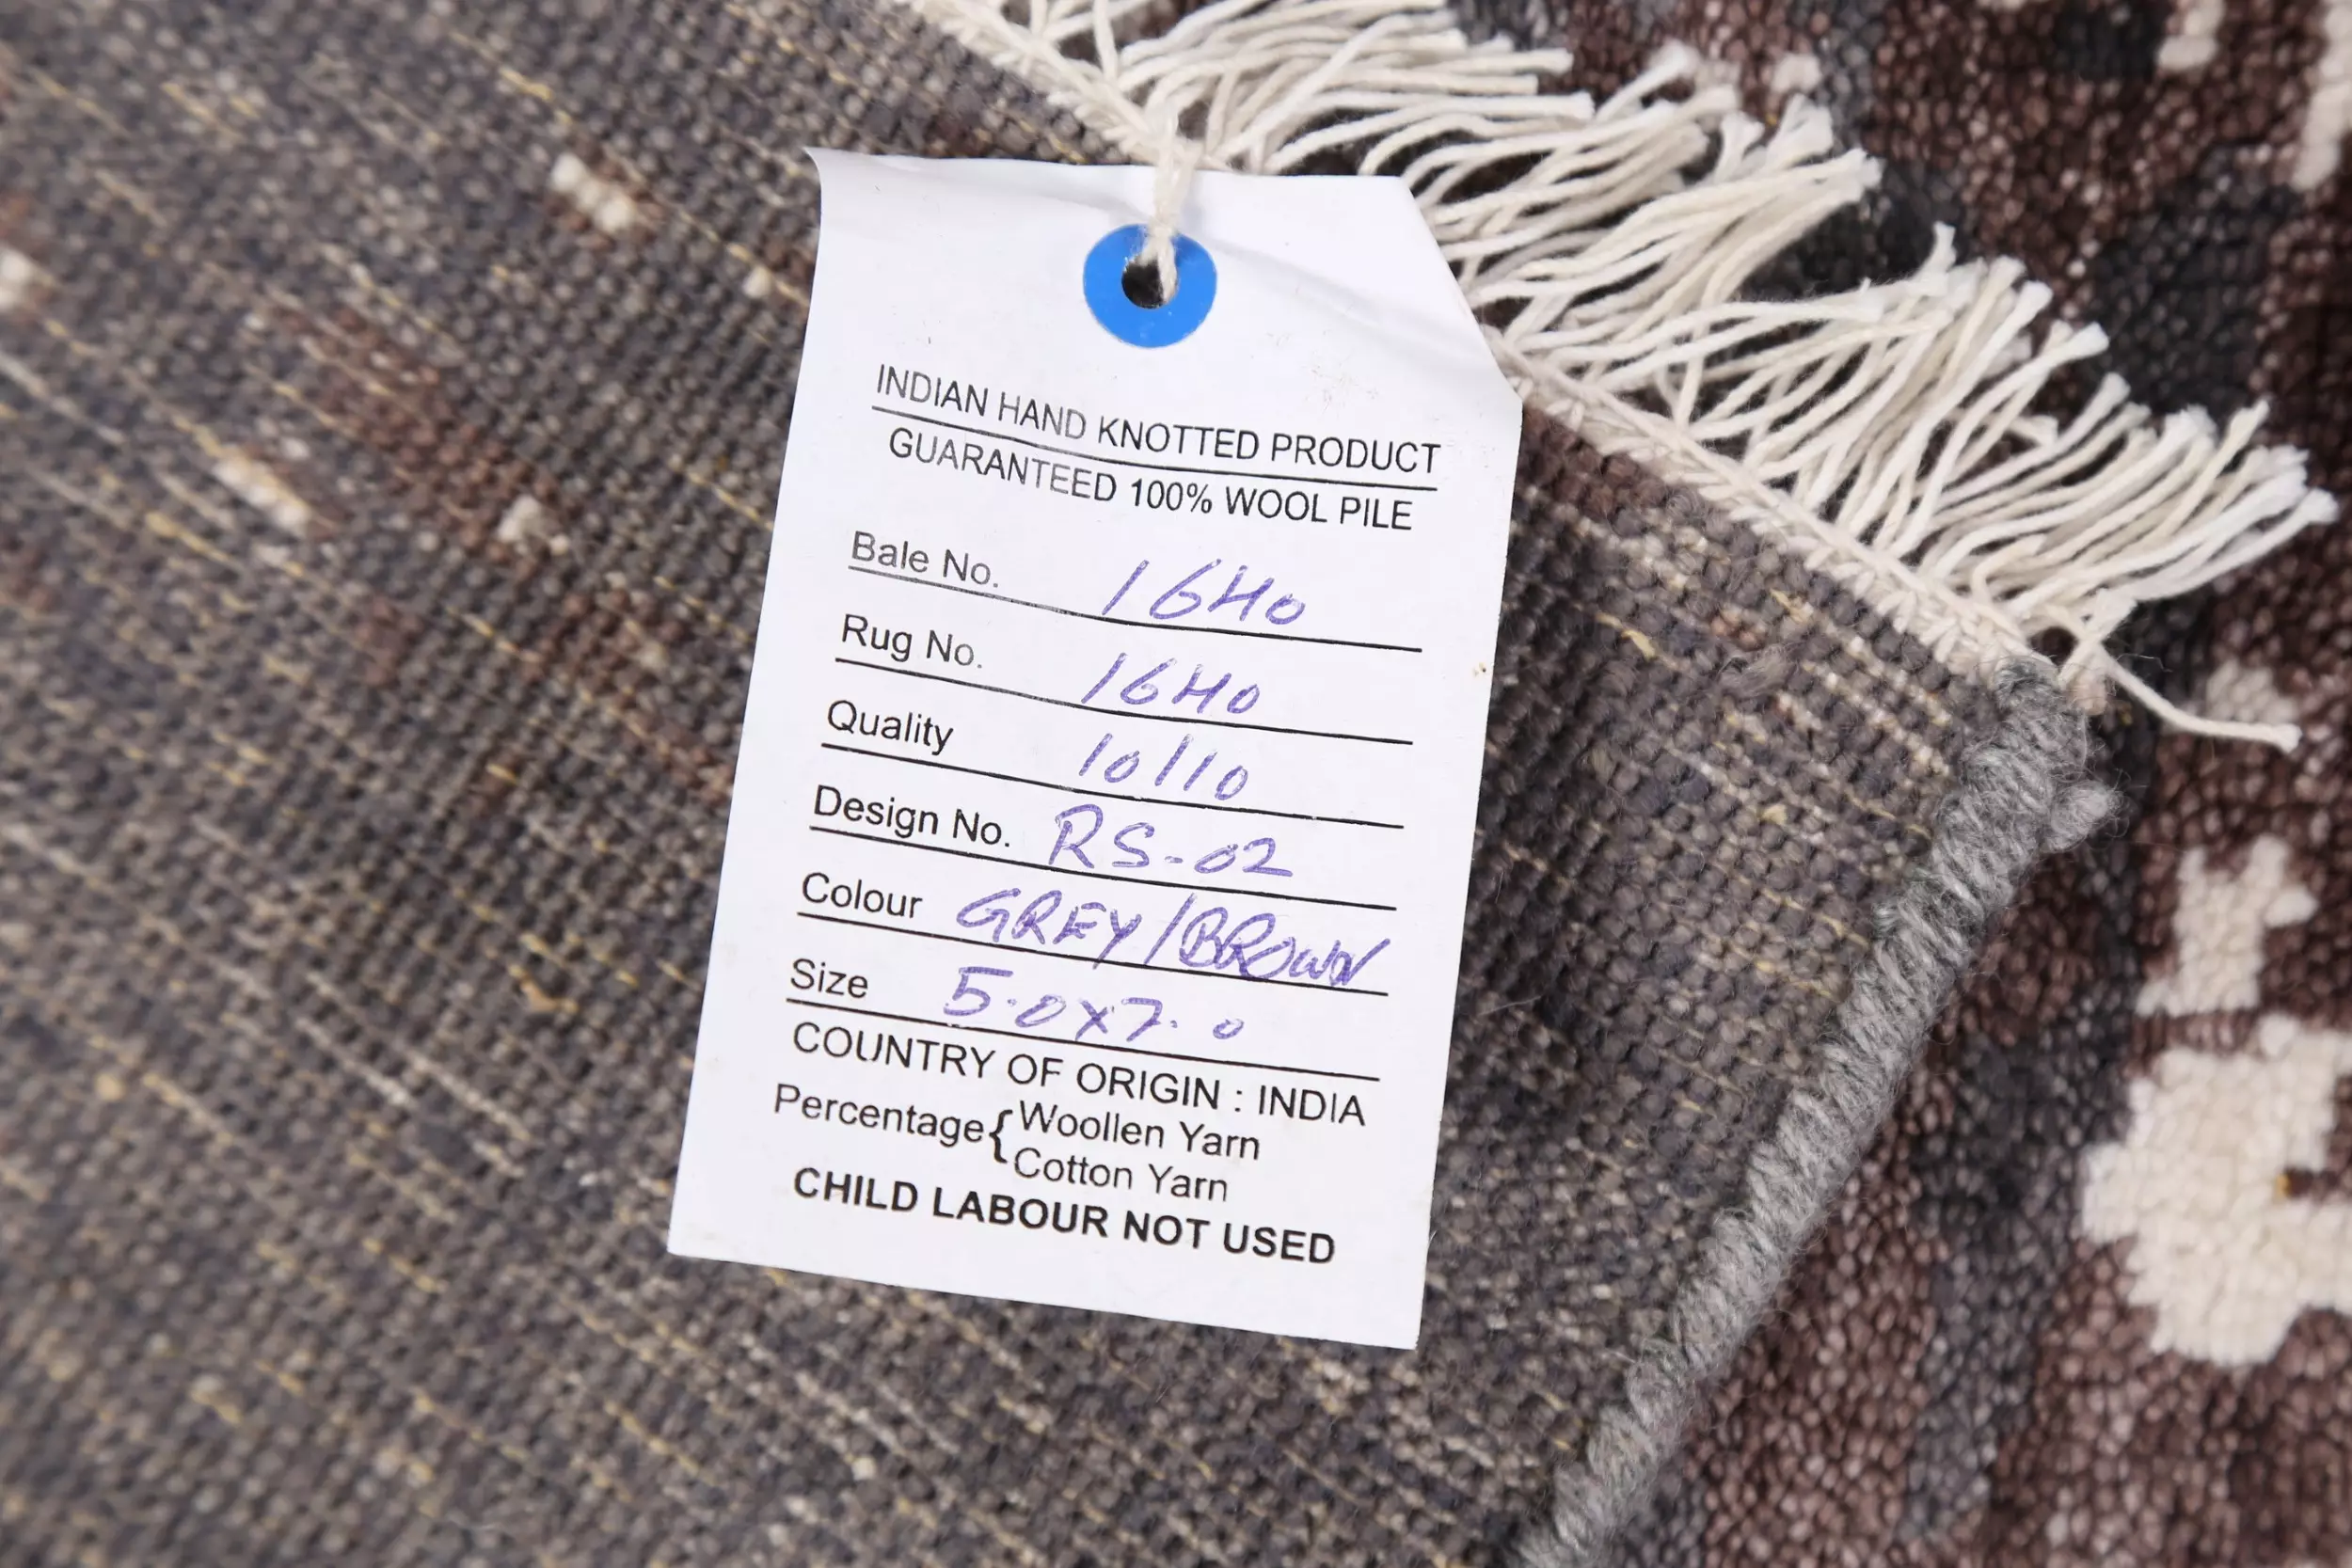 INDIAN HAND KNOTTED PRODUCT
GUARANTEED 100% WOOL PILE
Bale No. 16H0
Rug No. 16H0
Quality 10/10
Design No. RS-02
Colour GREY/BROWN
Size 5.0x7.0
COUNTRY OF ORIGIN : INDIA
Percentage { Woollen Yarn
Cotton Yarn
CHILD LABOUR NOT USED